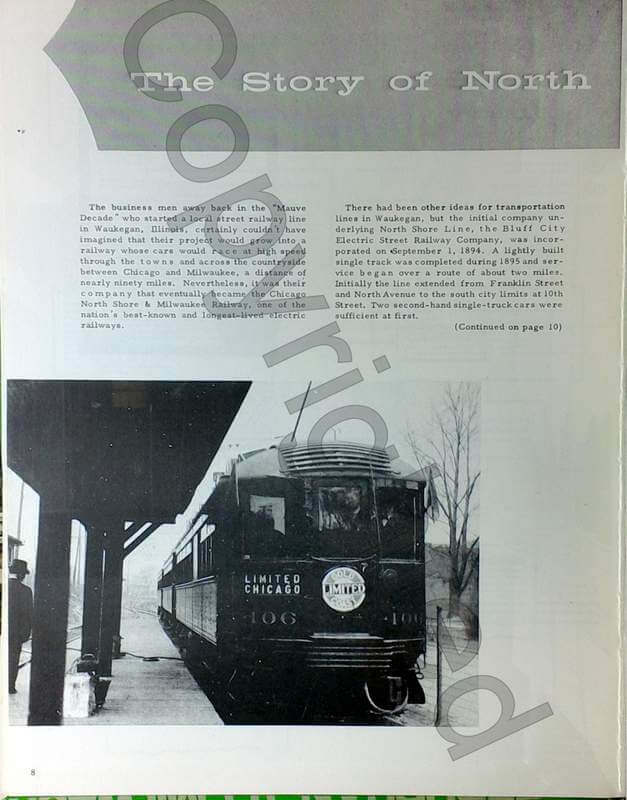 The Story of North
The business men away back in the "Mauve
Decade" who started a local street railway line
in Waukegan, Illinois, certainly couldn't have
imagined that their project would grow into a
railway whose cars would race at high speed
through the towns and across the countryside
between Chicago and Milwaukee, a distance of
nearly ninety miles. Nevertheless, it was their
company that eventually became the Chicago
North Shore & Milwaukee Railway, one of the
nation's best-known and longest-lived electric
railways.
There had been other ideas for transportation
lines in Waukegan, but the initial company un-
derlying North Shore Line, the Bluff City
Electric Street Railway Company, was incor-
porated on September 1, 1894. A lightly built
single truck was completed during 1895 and ser-
vice began over a route of about two miles.
Initially the line extended from Franklin Street
and North Avenue to the south city limits at 10th
Street. Two second-hand single-truck cars were
sufficient at first.
(Continued on page 10)
LIMITED
CHICAGO
GOLD
LIMITED
COAST
106
106
8
Copyrighted